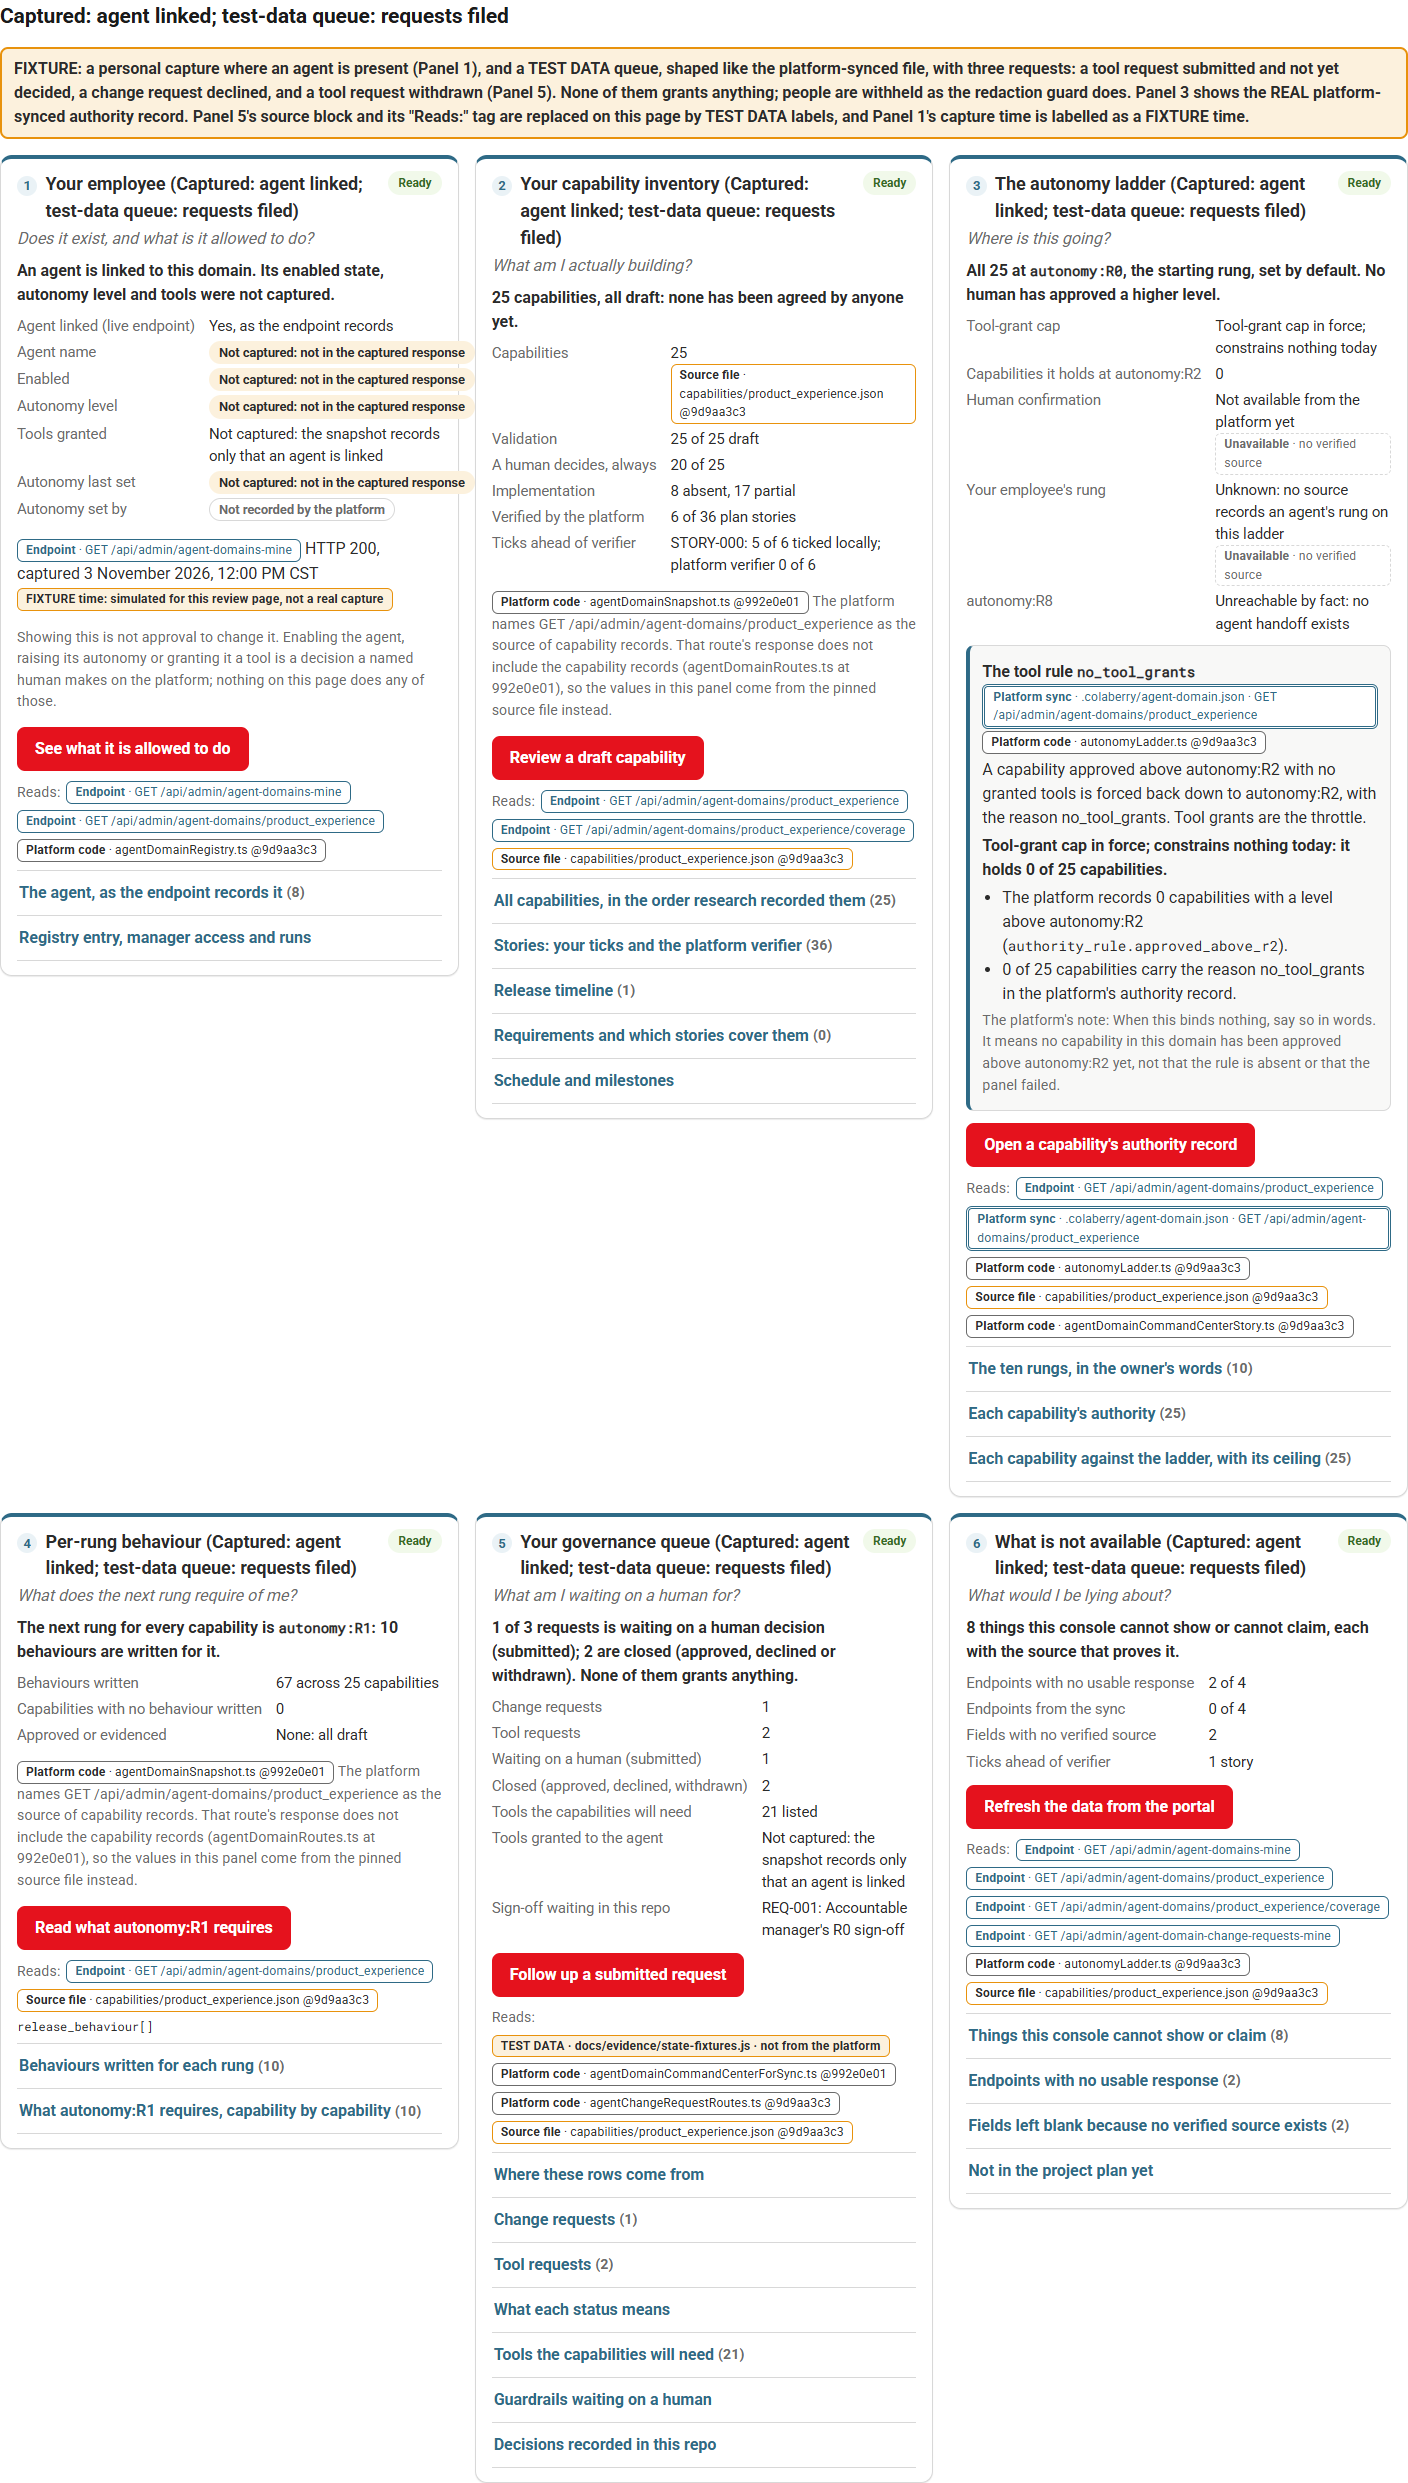 Captured: agent linked; test-data queue: requests filed
FIXTURE: a personal capture where an agent is present (Panel 1), and a TEST DATA queue, shaped like the platform-synced file, with three requests: a tool request submitted and not yet
decided, a change request declined, and a tool request withdrawn (Panel 5). None of them grants anything; people are withheld as the redaction guard does. Panel 3 shows the REAL platform-
synced authority record. Panel 5's source block and its "Reads:" tag are replaced on this page by TEST DATA labels, and Panel 1's capture time is labelled as a FIXTURE time.
1 Your employee (Captured: agent linked; Ready
test-data queue: requests filed)
Does it exist, and what is it allowed to do?
An agent is linked to this domain. Its enabled state,
autonomy level and tools were not captured.
Agent linked (live endpoint) Yes, as the endpoint records
Agent name Not captured: not in the captured response
Enabled Not captured: not in the captured response
Autonomy level Not captured: not in the captured response
Tools granted Not captured: the snapshot records
only that an agent is linked
Autonomy last set Not captured: not in the captured response
Autonomy set by Not recorded by the platform
Endpoint · GET /api/admin/agent-domains-mine HTTP 200,
captured 3 November 2026, 12:00 PM CST
FIXTURE time: simulated for this review page, not a real capture
Showing this is not approval to change it. Enabling the agent,
raising its autonomy or granting it a tool is a decision a named
human makes on the platform; nothing on this page does any of
those.
See what it is allowed to do
Reads: Endpoint · GET /api/admin/agent-domains-mine
Endpoint · GET /api/admin/agent-domains/product_experience
Platform code · agentDomainRegistry.ts @9d9aa3c3
The agent, as the endpoint records it (8)
Registry entry, manager access and runs
2 Your capability inventory (Captured: Ready
agent linked; test-data queue: requests
filed)
What am I actually building?
25 capabilities, all draft: none has been agreed by anyone
yet.
Capabilities 25
Source file ·
capabilities/product_experience.json
@9d9aa3c3
Validation 25 of 25 draft
A human decides, always 20 of 25
Implementation 8 absent, 17 partial
Verified by the platform 6 of 36 plan stories
Ticks ahead of verifier STORY-000: 5 of 6 ticked locally;
platform verifier 0 of 6
Platform code · agentDomainSnapshot.ts @992e0e01 The platform
names GET /api/admin/agent-domains/product_experience as the
source of capability records. That route's response does not
include the capability records (agentDomainRoutes.ts at
992e0e01), so the values in this panel come from the pinned
source file instead.
Review a draft capability
Reads: Endpoint · GET /api/admin/agent-domains/product_experience
Endpoint · GET /api/admin/agent-domains/product_experience/coverage
Source file · capabilities/product_experience.json @9d9aa3c3
All capabilities, in the order research recorded them (25)
Stories: your ticks and the platform verifier (36)
Release timeline (1)
Requirements and which stories cover them (0)
Schedule and milestones
3 The autonomy ladder (Captured: agent Ready
linked; test-data queue: requests filed)
Where is this going?
All 25 at autonomy:R0, the starting rung, set by default. No
human has approved a higher level.
Tool-grant cap Tool-grant cap in force;
constrains nothing today
Capabilities it holds at autonomy:R2 0
Human confirmation Not available from the
platform yet
Unavailable · no verified
source
Your employee's rung Unknown: no source
records an agent's rung on
this ladder
Unavailable · no verified
source
autonomy:R8 Unreachable by fact: no
agent handoff exists
The tool rule no_tool_grants
Platform sync · .colaberry/agent-domain.json · GET
/api/admin/agent-domains/product_experience
Platform code · autonomyLadder.ts @9d9aa3c3
A capability approved above autonomy:R2 with no
granted tools is forced back down to autonomy:R2, with
the reason no_tool_grants. Tool grants are the throttle.
Tool-grant cap in force; constrains nothing today: it
holds 0 of 25 capabilities.
• The platform records 0 capabilities with a level
above autonomy:R2
(authority_rule.approved_above_r2).
• 0 of 25 capabilities carry the reason no_tool_grants
in the platform's authority record.
The platform's note: When this binds nothing, say so in words.
It means no capability in this domain has been approved
above autonomy:R2 yet, not that the rule is absent or that the
panel failed.
Open a capability's authority record
Reads: Endpoint · GET /api/admin/agent-domains/product_experience
Platform sync · .colaberry/agent-domain.json · GET /api/admin/agent-
domains/product_experience
Platform code · autonomyLadder.ts @9d9aa3c3
Source file · capabilities/product_experience.json @9d9aa3c3
Platform code · agentDomainCommandCenterStory.ts @9d9aa3c3
The ten rungs, in the owner's words (10)
Each capability's authority (25)
Each capability against the ladder, with its ceiling (25)
4 Per-rung behaviour (Captured: agent Ready
linked; test-data queue: requests filed)
What does the next rung require of me?
The next rung for every capability is autonomy:R1: 10
behaviours are written for it.
Behaviours written 67 across 25 capabilities
Capabilities with no behaviour written 0
Approved or evidenced None: all draft
Platform code · agentDomainSnapshot.ts @992e0e01 The platform
names GET /api/admin/agent-domains/product_experience as the
source of capability records. That route's response does not
include the capability records (agentDomainRoutes.ts at
992e0e01), so the values in this panel come from the pinned
source file instead.
Read what autonomy:R1 requires
Reads: Endpoint · GET /api/admin/agent-domains/product_experience
Source file · capabilities/product_experience.json @9d9aa3c3
release_behaviour[]
Behaviours written for each rung (10)
What autonomy:R1 requires, capability by capability (10)
5 Your governance queue (Captured: agent Ready
linked; test-data queue: requests filed)
What am I waiting on a human for?
1 of 3 requests is waiting on a human decision
(submitted); 2 are closed (approved, declined or
withdrawn). None of them grants anything.
Change requests 1
Tool requests 2
Waiting on a human (submitted) 1
Closed (approved, declined, withdrawn) 2
Tools the capabilities will need 21 listed
Tools granted to the agent Not captured: the
snapshot records only
that an agent is linked
Sign-off waiting in this repo REQ-001: Accountable
manager's R0 sign-off
Follow up a submitted request
Reads:
TEST DATA · docs/evidence/state-fixtures.js · not from the platform
Platform code · agentDomainCommandCenterForSync.ts @992e0e01
Platform code · agentChangeRequestRoutes.ts @9d9aa3c3
Source file · capabilities/product_experience.json @9d9aa3c3
Where these rows come from
Change requests (1)
Tool requests (2)
What each status means
Tools the capabilities will need (21)
Guardrails waiting on a human
Decisions recorded in this repo
6 What is not available (Captured: agent Ready
linked; test-data queue: requests filed)
What would I be lying about?
8 things this console cannot show or cannot claim, each
with the source that proves it.
Endpoints with no usable response 2 of 4
Endpoints from the sync 0 of 4
Fields with no verified source 2
Ticks ahead of verifier 1 story
Refresh the data from the portal
Reads: Endpoint · GET /api/admin/agent-domains-mine
Endpoint · GET /api/admin/agent-domains/product_experience
Endpoint · GET /api/admin/agent-domains/product_experience/coverage
Endpoint · GET /api/admin/agent-domain-change-requests-mine
Platform code · autonomyLadder.ts @9d9aa3c3
Source file · capabilities/product_experience.json @9d9aa3c3
Things this console cannot show or claim (8)
Endpoints with no usable response (2)
Fields left blank because no verified source exists (2)
Not in the project plan yet